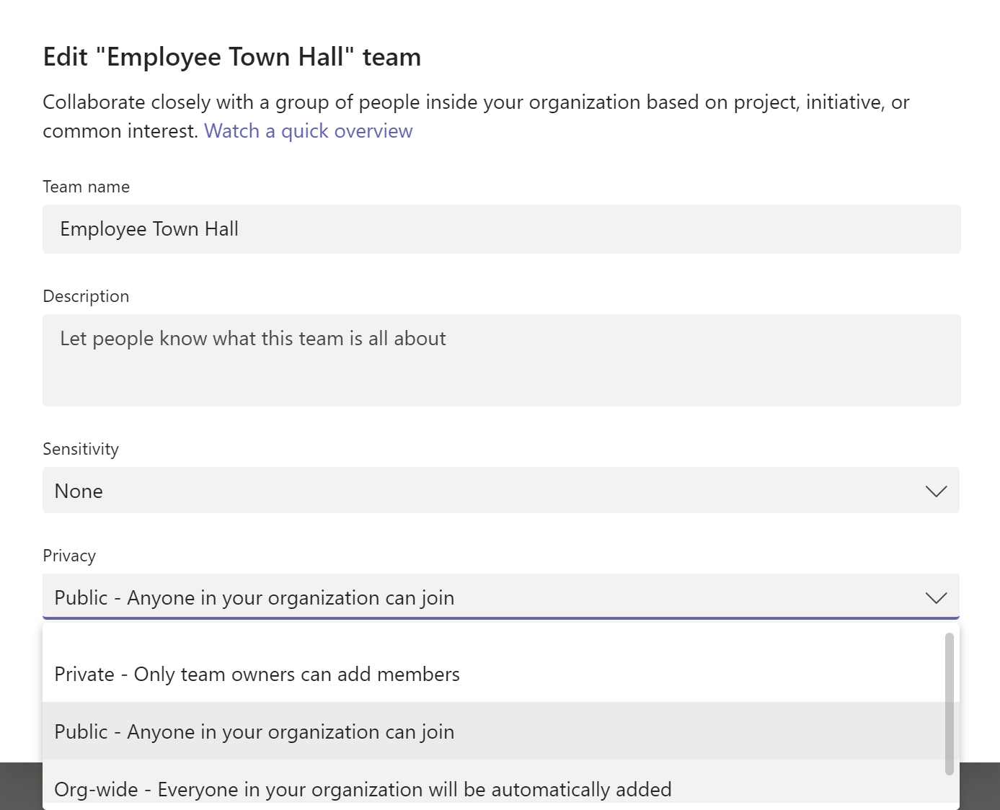 Edit "Employee Town Hall" team
Collaborate closely with a group of people inside your organization based on project, initiative, or
common interest. Watch a quick overview
Team name
Employee Town Hall
Description
Let people know what this team is all about
Sensitivity
None
Privacy
Public - Anyone in your organization can join
Private - Only team owners can add members
Public - Anyone in your organization can join
Org-wide - Everyone in your organization will be automatically added